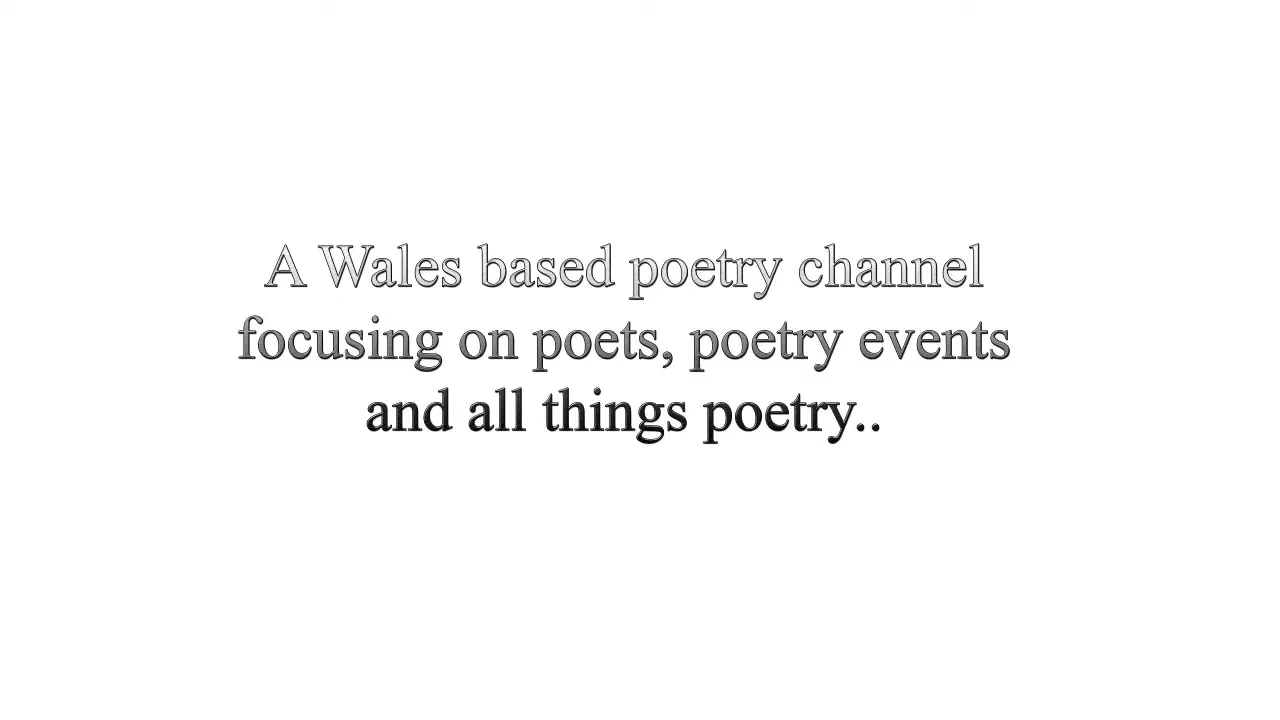 A Wales based poetry channel
focusing on poets, poetry events
and all things poetry..